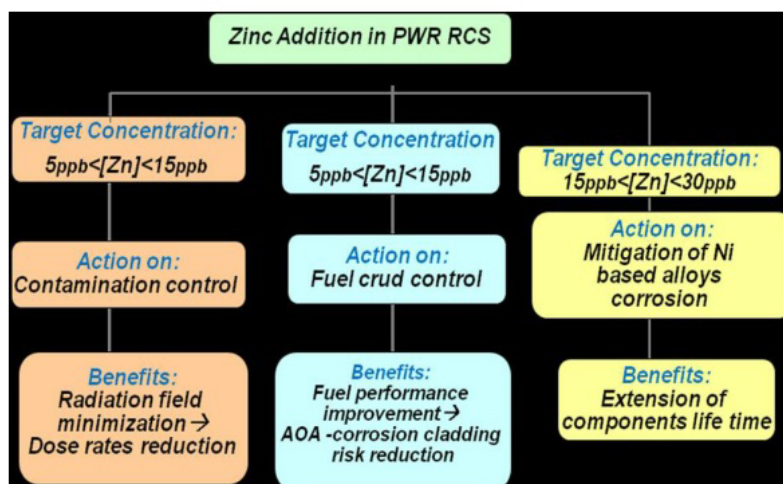 Zinc Addition in PWR RCS
Target Concentration:
5ppb<[Zn]<15ppb
Action on:
Contamination control
Benefits:
Radiation field
minimization →
Dose rates reduction
Target Concentration
5ppb<[Zn]<15ppb
Action on:
Fuel crud control
Benefits:
Fuel performance
improvement→
AOA -corrosion cladding
risk reduction
Target Concentration:
15ppb<[Zn]<30ppb
Action on:
Mitigation of Ni
based alloys
corrosion
Benefits:
Extension of
components life time